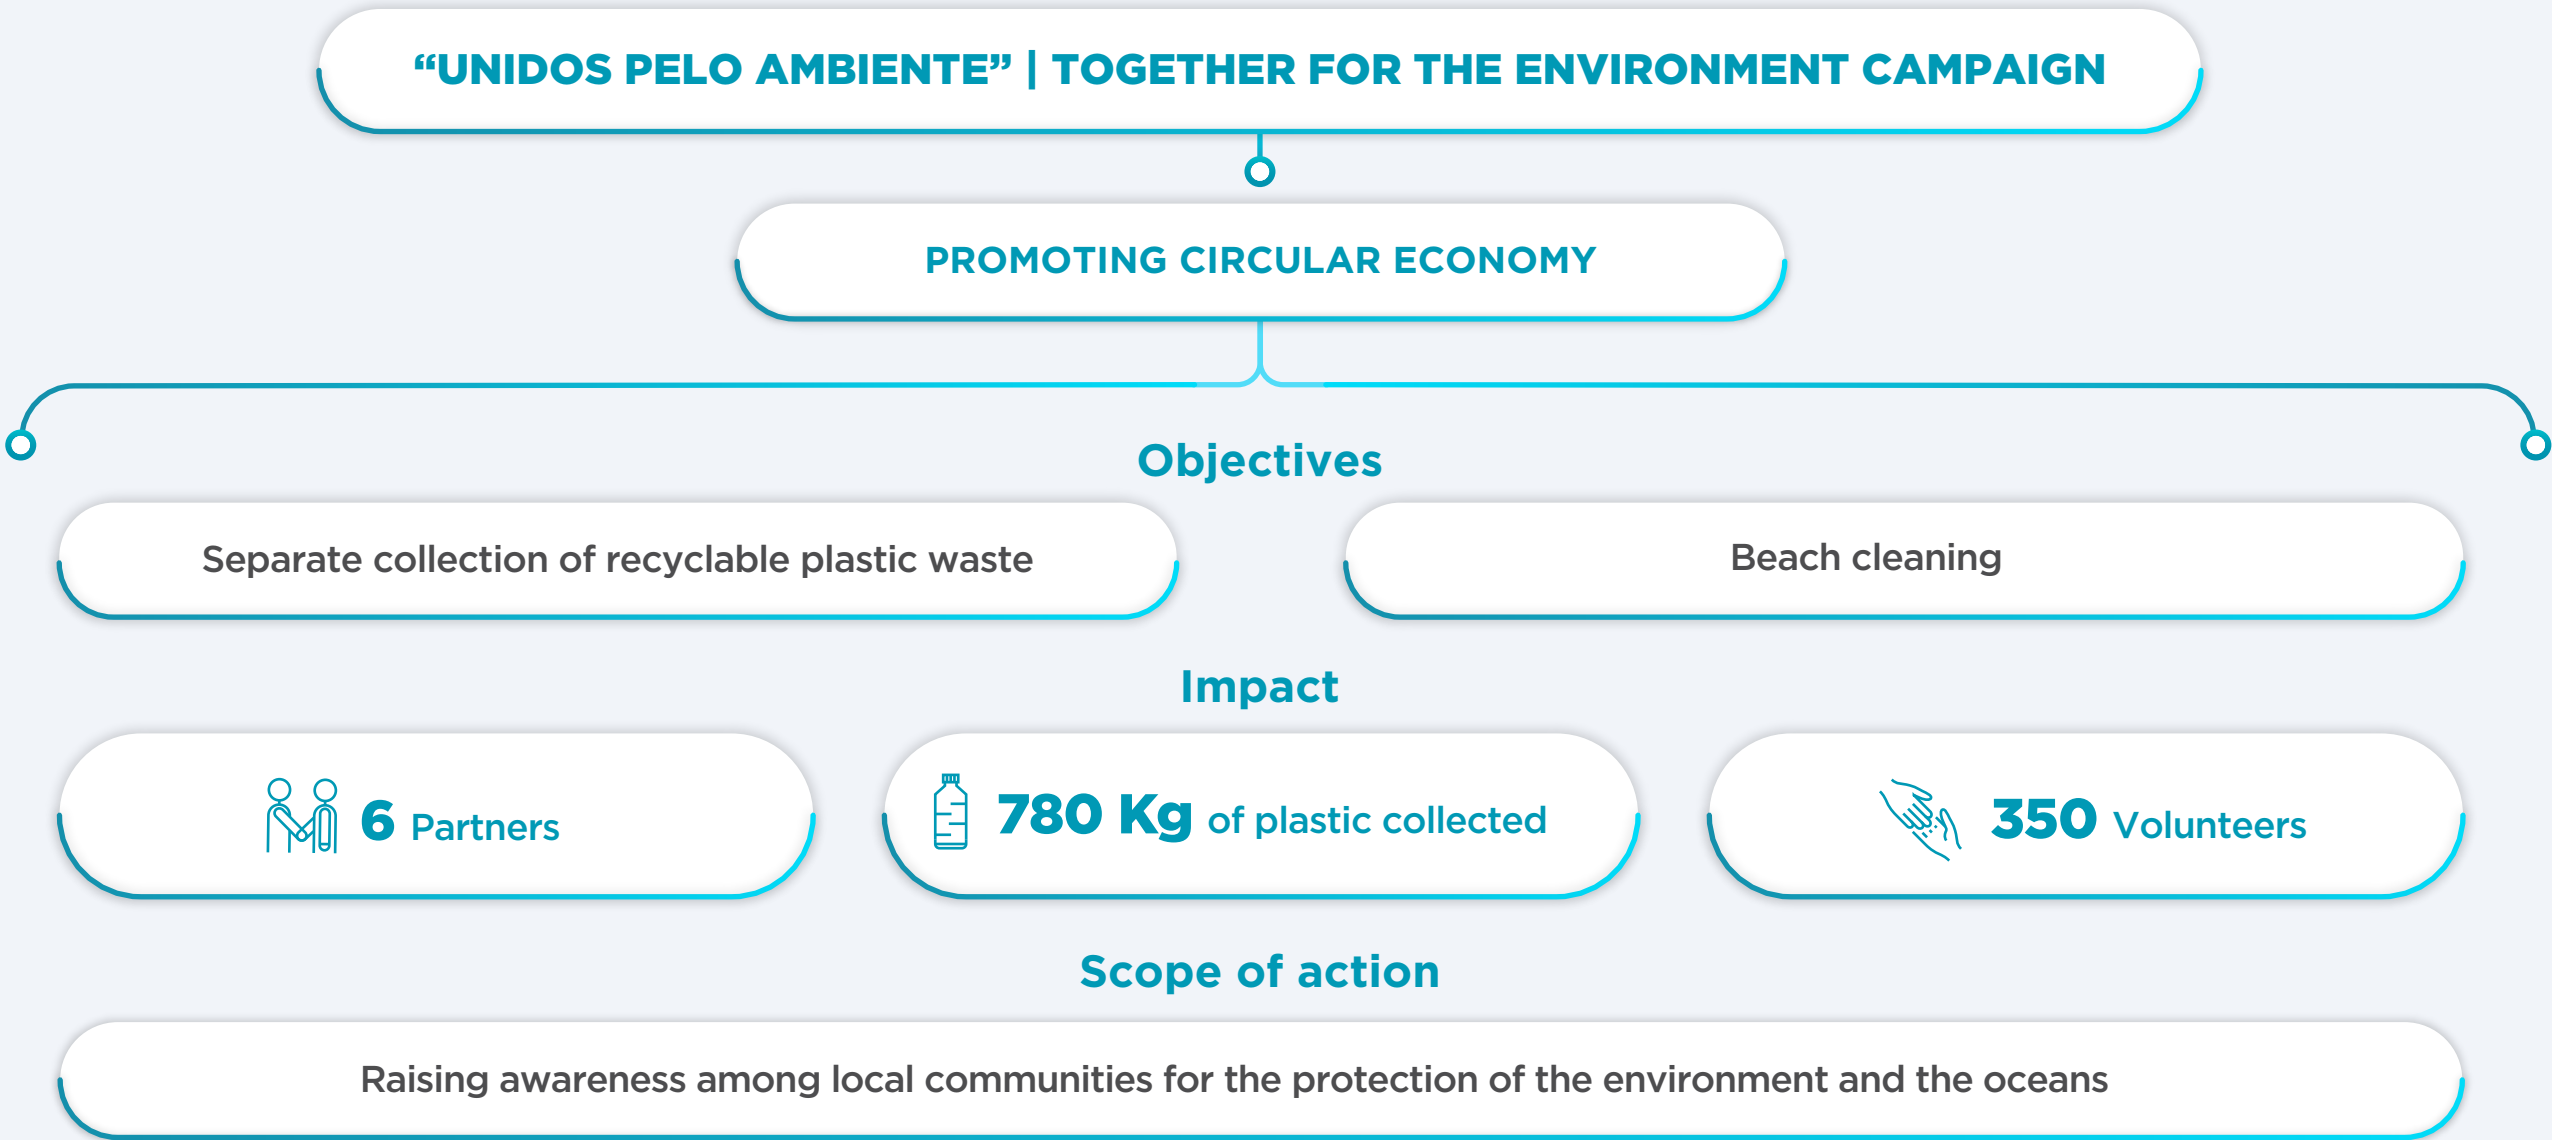 “UNIDOS PELO AMBIENTE” | TOGETHER FOR THE ENVIRONMENT CAMPAIGN
PROMOTING CIRCULAR ECONOMY
Objectives
Separate collection of recyclable plastic waste
Beach cleaning
Impact
6 Partners
780 Kg of plastic collected
350 Volunteers
Scope of action
Raising awareness among local communities for the protection of the environment and the oceans